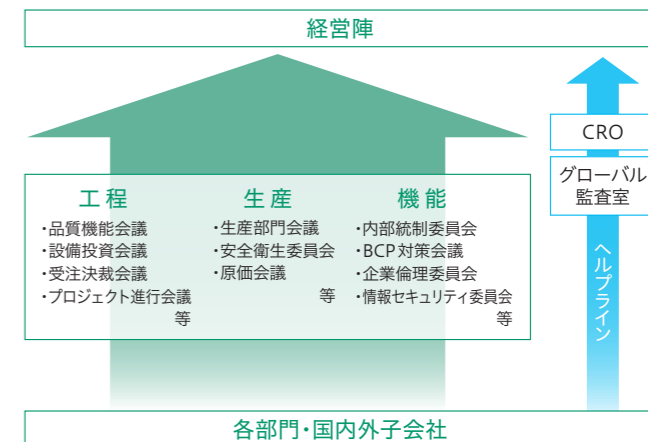 経営陣
CRO
グローバル
監査室
ヘルプライン
工程
・品質機能会議
・設備投資会議
・受注決裁会議
・プロジェクト進行会議
等
生産
・生産部門会議
・安全衛生委員会
・原価会議
等
機能
・内部統制委員会
・BCP対策会議
・企業倫理委員会
・情報セキュリティ委員会
等
各部門・国内外子会社